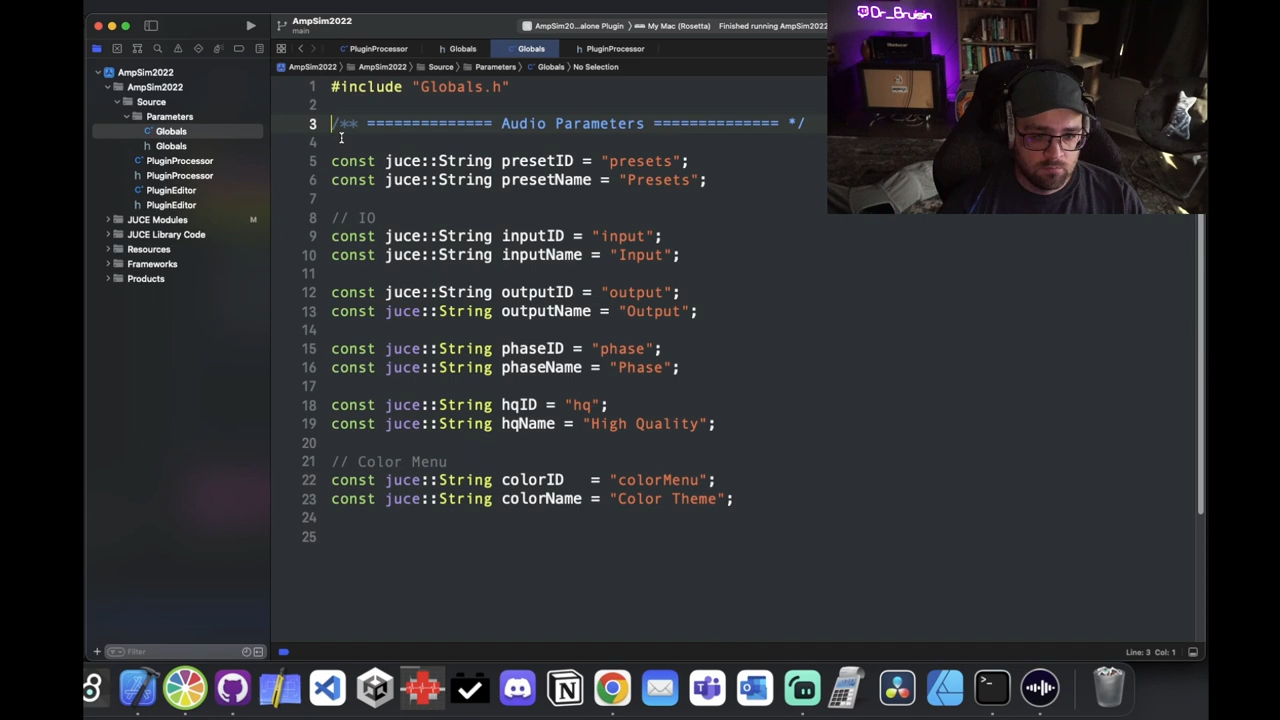 AmpSim2022
main
AmpSim20...alone Plugin
My Mac (Rosetta)
Finished running AmpSim2022
Dr_Bruisin
PluginProcessor
Globals
Globals
PluginProcessor
AmpSim2022
AmpSim2022
Source
Parameters
Globals
No Selection
AmpSim2022
AmpSim2022
Source
Parameters
Globals
Globals
PluginProcessor
PluginProcessor
PluginEditor
PluginEditor
JUCE Modules M
JUCE Library Code
Resources
Frameworks
Products
Filter
1 #include "Globals.h"
2
3 /** ============== Audio Parameters ============== */
4
5 const juce::String presetID = "presets";
6 const juce::String presetName = "Presets";
7
8 // IO
9 const juce::String inputID = "input";
10 const juce::String inputName = "Input";
11
12 const juce::String outputID = "output";
13 const juce::String outputName = "Output";
14
15 const juce::String phaseID = "phase";
16 const juce::String phaseName = "Phase";
17
18 const juce::String hqID = "hq";
19 const juce::String hqName = "High Quality";
20
21 // Color Menu
22 const juce::String colorID   = "colorMenu";
23 const juce::String colorName = "Color Theme";
24
25
Line: 3 Col: 1